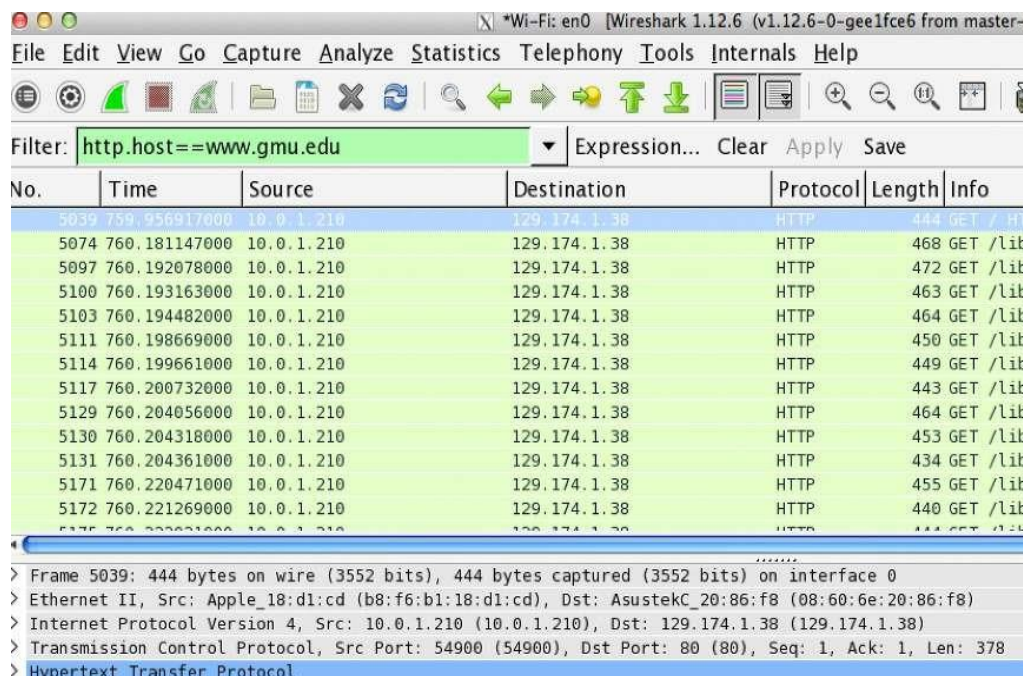 *Wi-Fi: en0 [Wireshark 1.12.6 (v1.12.6-0-gee1fce6 from master-
File Edit View Go Capture Analyze Statistics Telephony Tools Internals Help
Filter: http.host==www.gmu.edu Expression... Clear Apply Save
No. Time Source Destination Protocol Length Info
5039 759.956917000 10.0.1.210 129.174.1.38 HTTP 444 GET / HT
5074 760.181147000 10.0.1.210 129.174.1.38 HTTP 468 GET /lib
5097 760.192078000 10.0.1.210 129.174.1.38 HTTP 472 GET /lib
5100 760.193163000 10.0.1.210 129.174.1.38 HTTP 463 GET /lib
5103 760.194482000 10.0.1.210 129.174.1.38 HTTP 464 GET /lib
5111 760.198669000 10.0.1.210 129.174.1.38 HTTP 450 GET /lib
5114 760.199661000 10.0.1.210 129.174.1.38 HTTP 449 GET /lib
5117 760.200732000 10.0.1.210 129.174.1.38 HTTP 443 GET /lib
5129 760.204056000 10.0.1.210 129.174.1.38 HTTP 464 GET /lib
5130 760.204318000 10.0.1.210 129.174.1.38 HTTP 453 GET /lib
5131 760.204361000 10.0.1.210 129.174.1.38 HTTP 434 GET /lib
5171 760.220471000 10.0.1.210 129.174.1.38 HTTP 455 GET /lib
5172 760.221269000 10.0.1.210 129.174.1.38 HTTP 440 GET /lib
10.0.1.210 129.174.1.38 HTTP 444 GET /lib
Frame 5039: 444 bytes on wire (3552 bits), 444 bytes captured (3552 bits) on interface 0
Ethernet II, Src: Apple_18:d1:cd (b8:f6:b1:18:d1:cd), Dst: AsustekC_20:86:f8 (08:60:6e:20:86:f8)
Internet Protocol Version 4, Src: 10.0.1.210 (10.0.1.210), Dst: 129.174.1.38 (129.174.1.38)
Transmission Control Protocol, Src Port: 54900 (54900), Dst Port: 80 (80), Seq: 1, Ack: 1, Len: 378
Hypertext Transfer Protocol